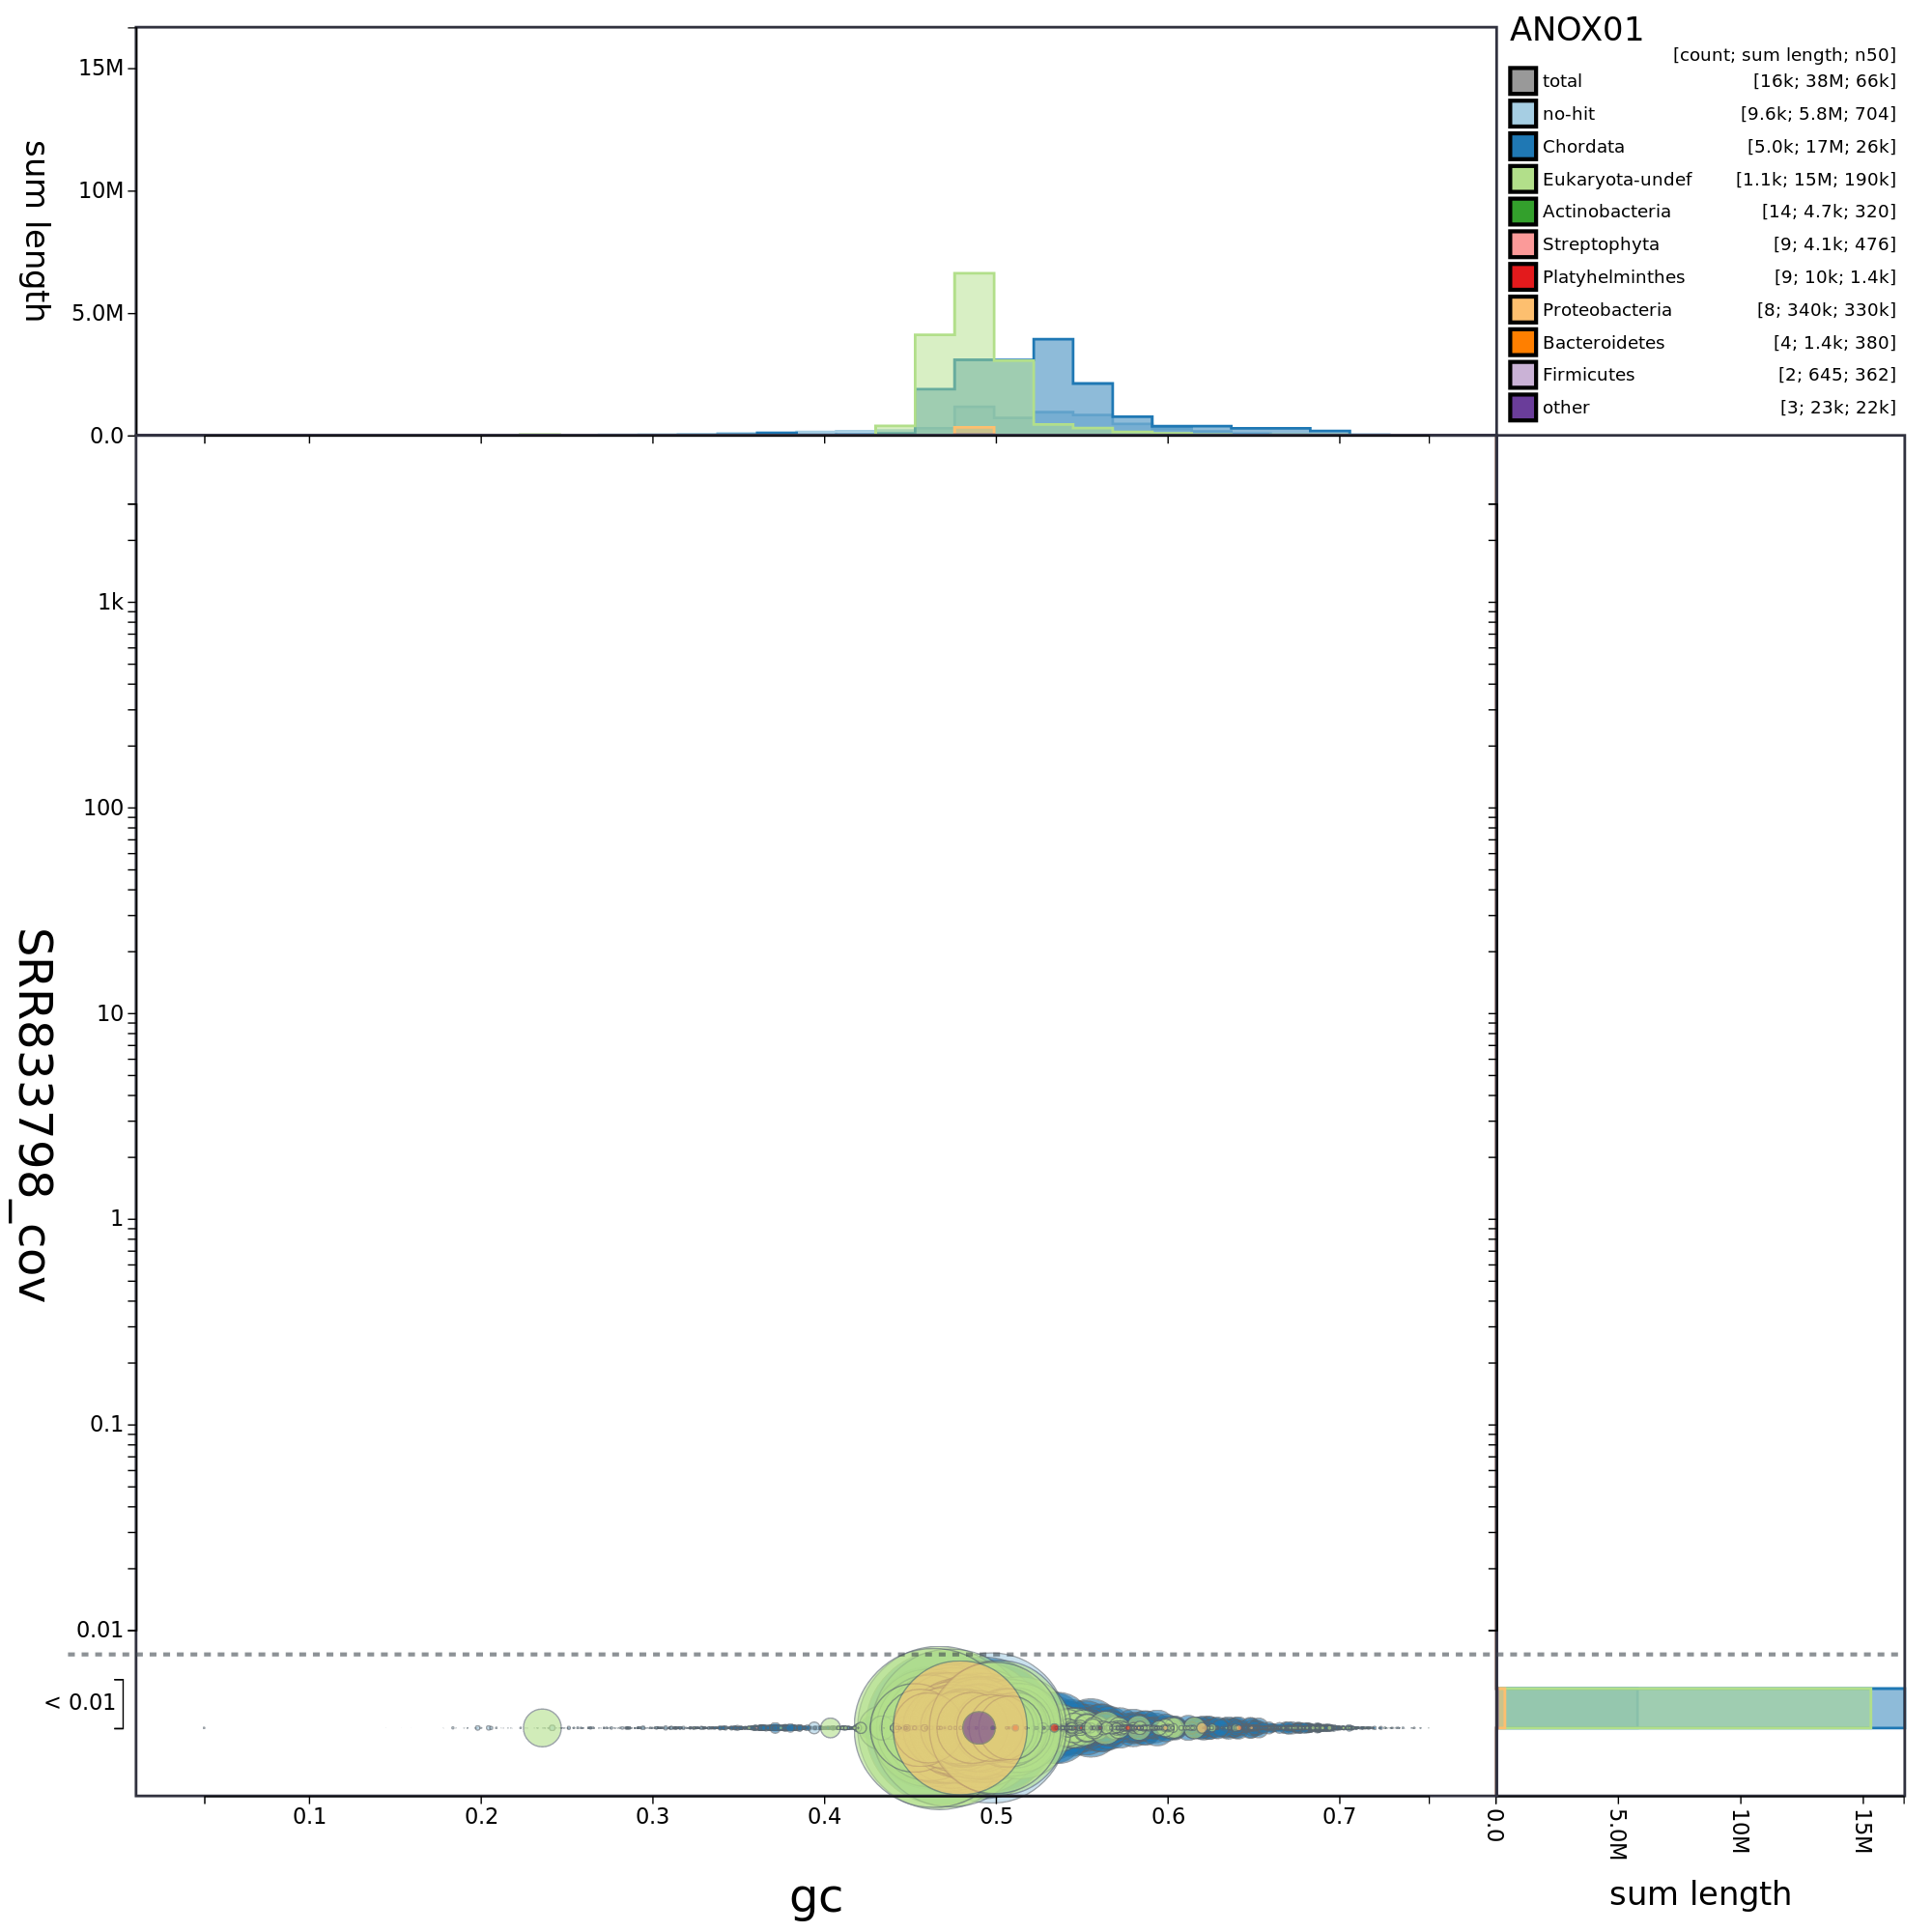 ANOX01
[count; sum length; n50]
total [16k; 38M; 66k]
no-hit [9.6k; 5.8M; 704]
Chordata [5.0k; 17M; 26k]
Eukaryota-undef [1.1k; 15M; 190k]
Actinobacteria [14; 4.7k; 320]
Streptophyta [9; 4.1k; 476]
Platyhelminthes [9; 10k; 1.4k]
Proteobacteria [8; 340k; 330k]
Bacteroidetes [4; 1.4k; 380]
Firmicutes [2; 645; 362]
other [3; 23k; 22k]
sum length
15M
10M
5.0M
0.0
SRR833798_cov
1k
100
10
1
0.1
0.01
< 0.01
0.1 0.2 0.3 0.4 0.5 0.6 0.7
gc
0.0 5.0M 10M 15M
sum length